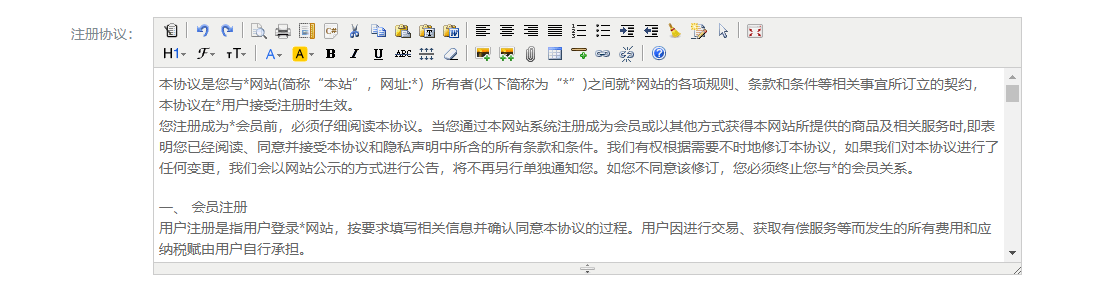 注册协议：
H1 ℱ тT A A B I U ABC
本协议是您与*网站(简称“本站”，网址:*）所有者(以下简称为“*”)之间就*网站的各项规则、条款和条件等相关事宜所订立的契约，
本协议在*用户接受注册时生效。
您注册成为*会员前，必须仔细阅读本协议。当您通过本网站系统注册成为会员或以其他方式获得本网站所提供的商品及相关服务时,即表
明您已经阅读、同意并接受本协议和隐私声明中所含的所有条款和条件。我们有权根据需要不时地修订本协议，如果我们对本协议进行了
任何变更，我们会以网站公示的方式进行公告，将不再另行单独通知您。如您不同意该修订，您必须终止您与*的会员关系。
一、 会员注册
用户注册是指用户登录*网站，按要求填写相关信息并确认同意本协议的过程。用户因进行交易、获取有偿服务等而发生的所有费用和应
纳税赋由用户自行承担。